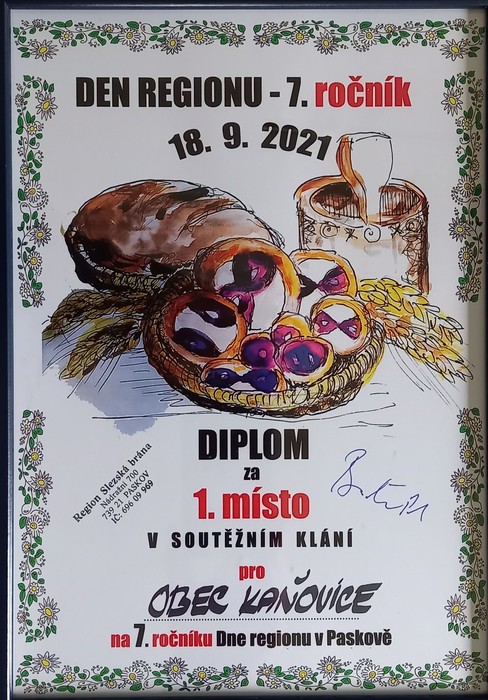 DEN REGIONU - 7. ročník
18. 9. 2021
DIPLOM
za
1. místo
V SOUTĚŽNÍM KLÁNÍ
pro
OBEC KAŇOVICE
na 7. ročníku Dne regionu v Paskově
Region Slezská brána
Nádražní 700
739 21 PASKOV
IČ: 696 09 969